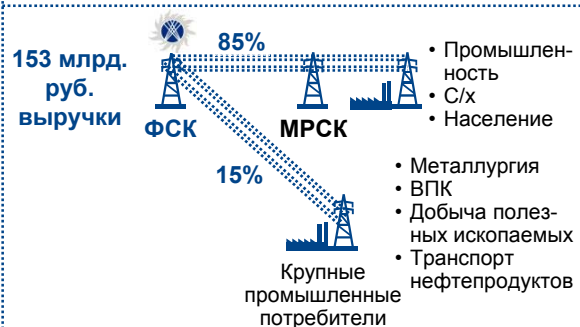 153 млрд.
руб.
выручки
85%
ФСК
МРСК
• Промышлен-
ность
• С/х
• Население
15%
Крупные
промышленные
потребители
• Металлургия
• ВПК
• Добыча полез-
ных ископаемых
• Транспорт
нефтепродуктов